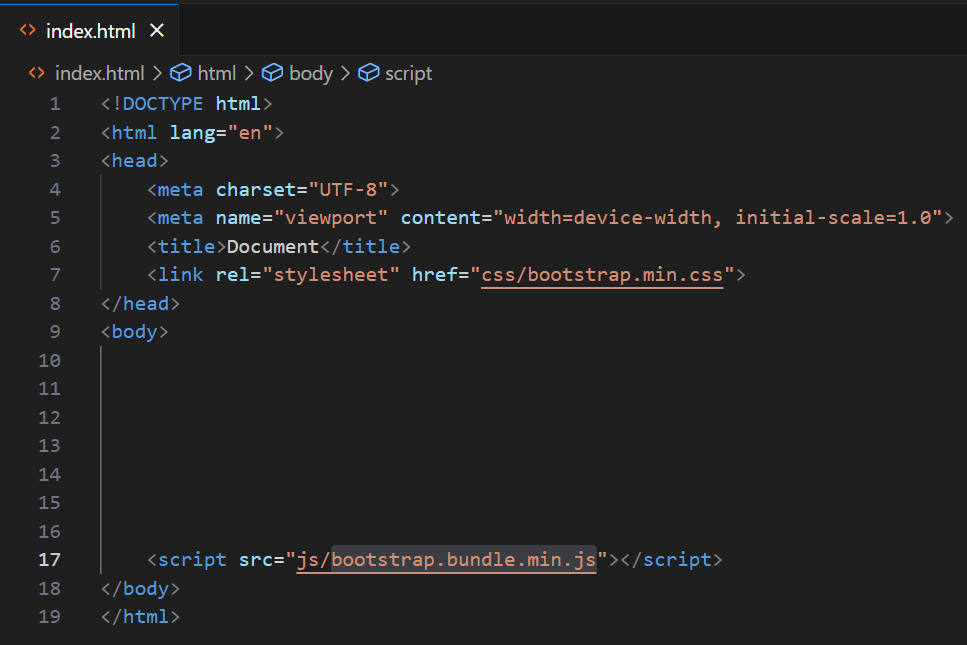 index.html
index.html > html > body > script
1 <!DOCTYPE html>
2 <html lang="en">
3 <head>
4     <meta charset="UTF-8">
5     <meta name="viewport" content="width=device-width, initial-scale=1.0">
6     <title>Document</title>
7     <link rel="stylesheet" href="css/bootstrap.min.css">
8 </head>
9 <body>
10
11
12
13
14
15
16
17     <script src="js/bootstrap.bundle.min.js"></script>
18 </body>
19 </html>